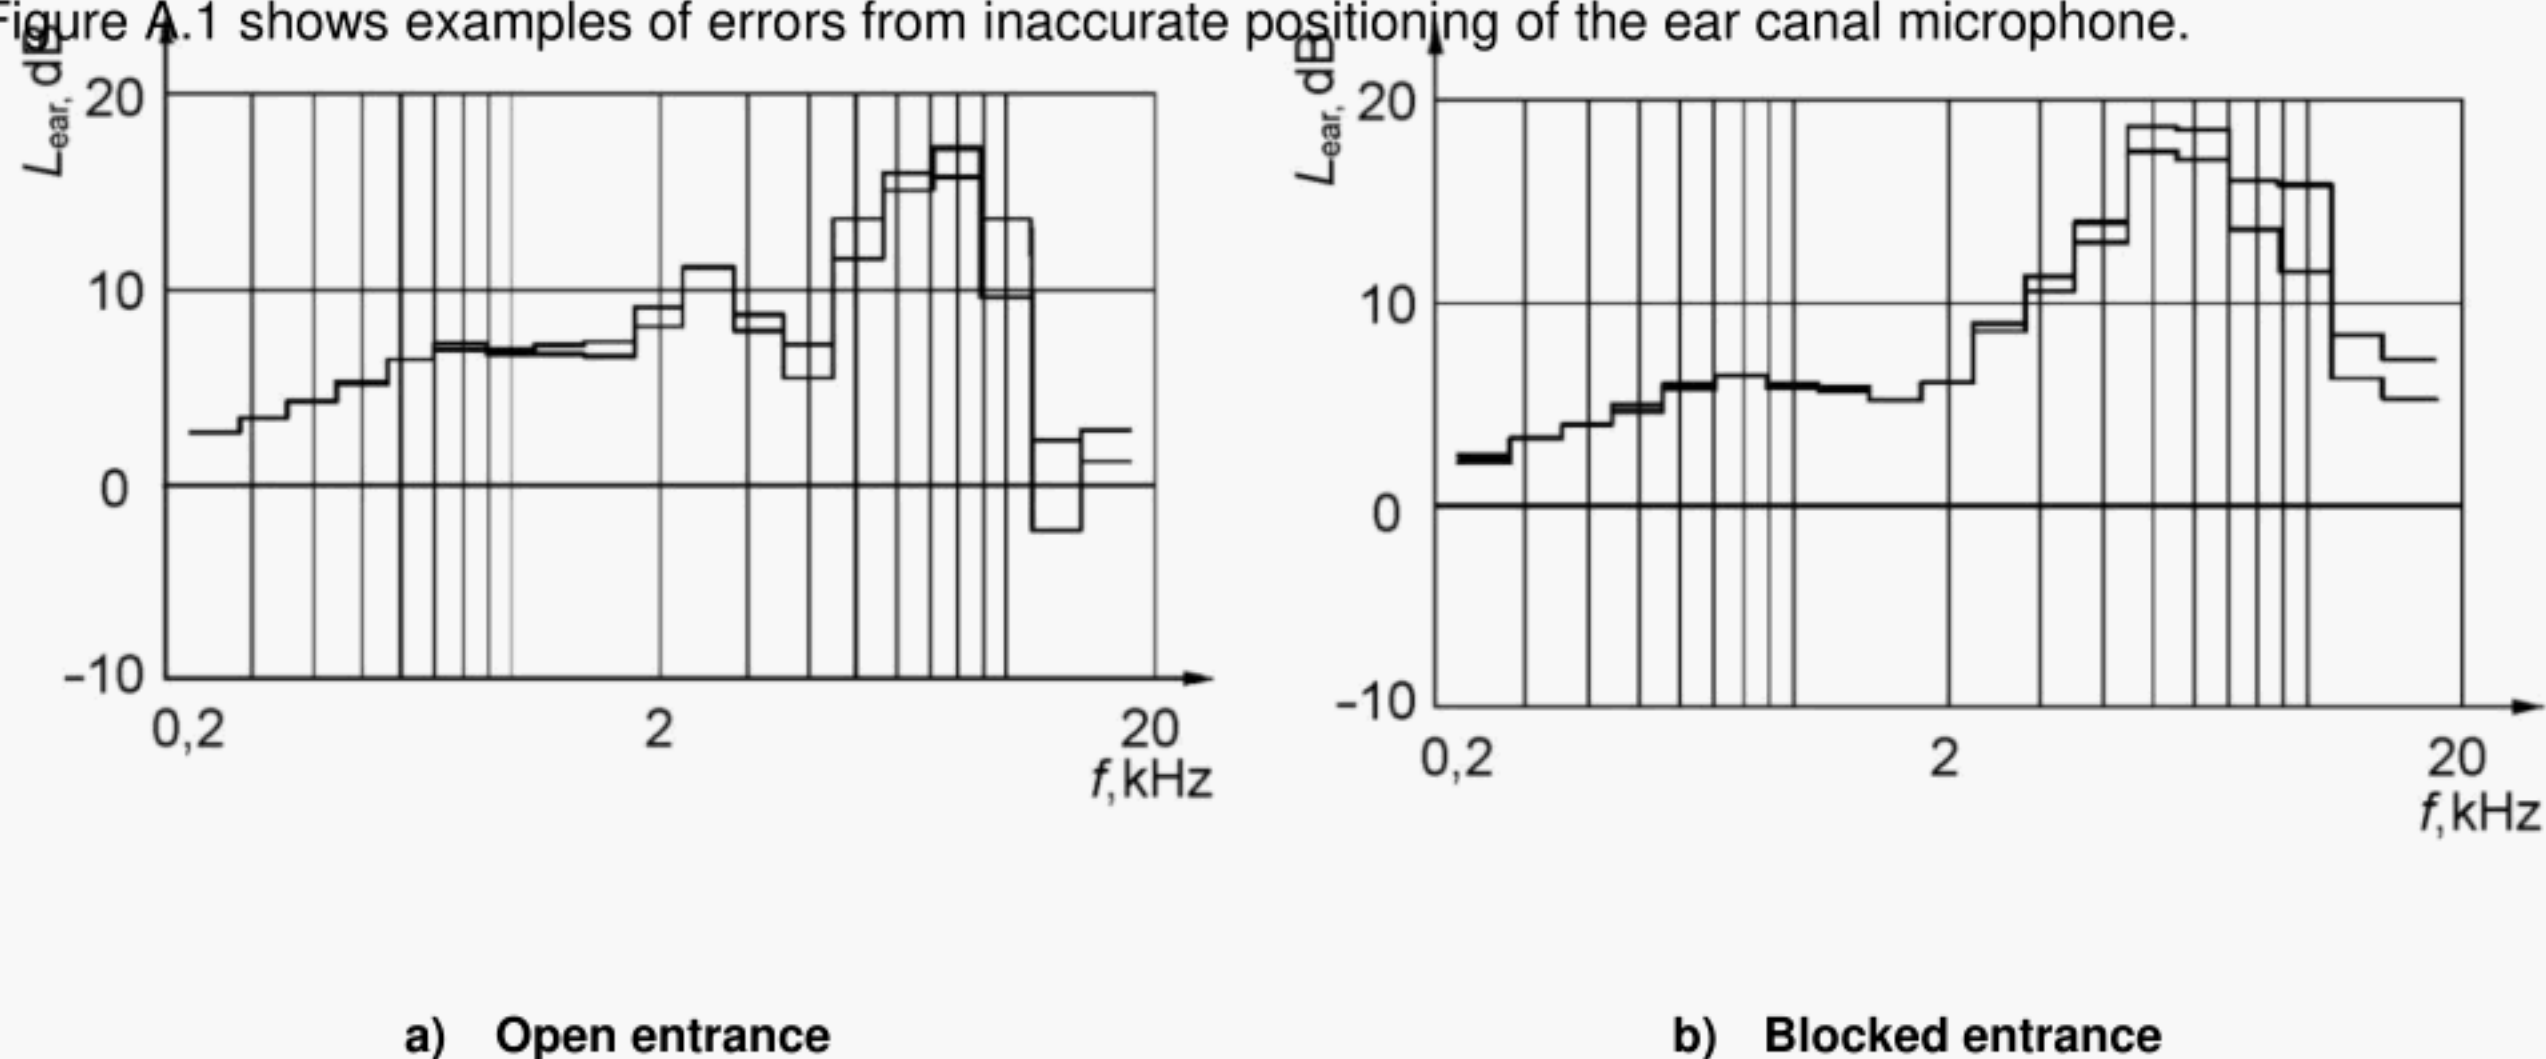 Figure A.1 shows examples of errors from inaccurate positioning of the ear canal microphone.
Lear, dB
20
10
0
–10
0,2
2
20
f, kHz
a) Open entrance
Lear, dB
20
10
0
–10
0,2
2
20
f, kHz
b) Blocked entrance